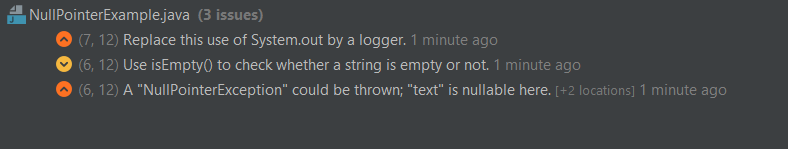 NullPointerExample.java (3 issues)
(7, 12) Replace this use of System.out by a logger. 1 minute ago
(6, 12) Use isEmpty() to check whether a string is empty or not. 1 minute ago
(6, 12) A "NullPointerException" could be thrown; "text" is nullable here. [+2 locations] 1 minute ago